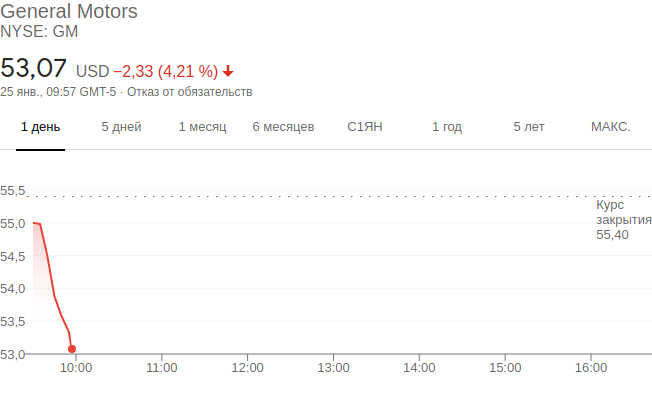 General Motors
NYSE: GM
53,07 USD −2,33 (4,21 %)
25 янв., 09:57 GMT-5 · Отказ от обязательств
1 день 5 дней 1 месяц 6 месяцев С1ЯН 1 год 5 лет МАКС.
55,5
Курс
закрытия
55,40
55,0
54,5
54,0
53,5
53,0
10:00 11:00 12:00 13:00 14:00 15:00 16:00